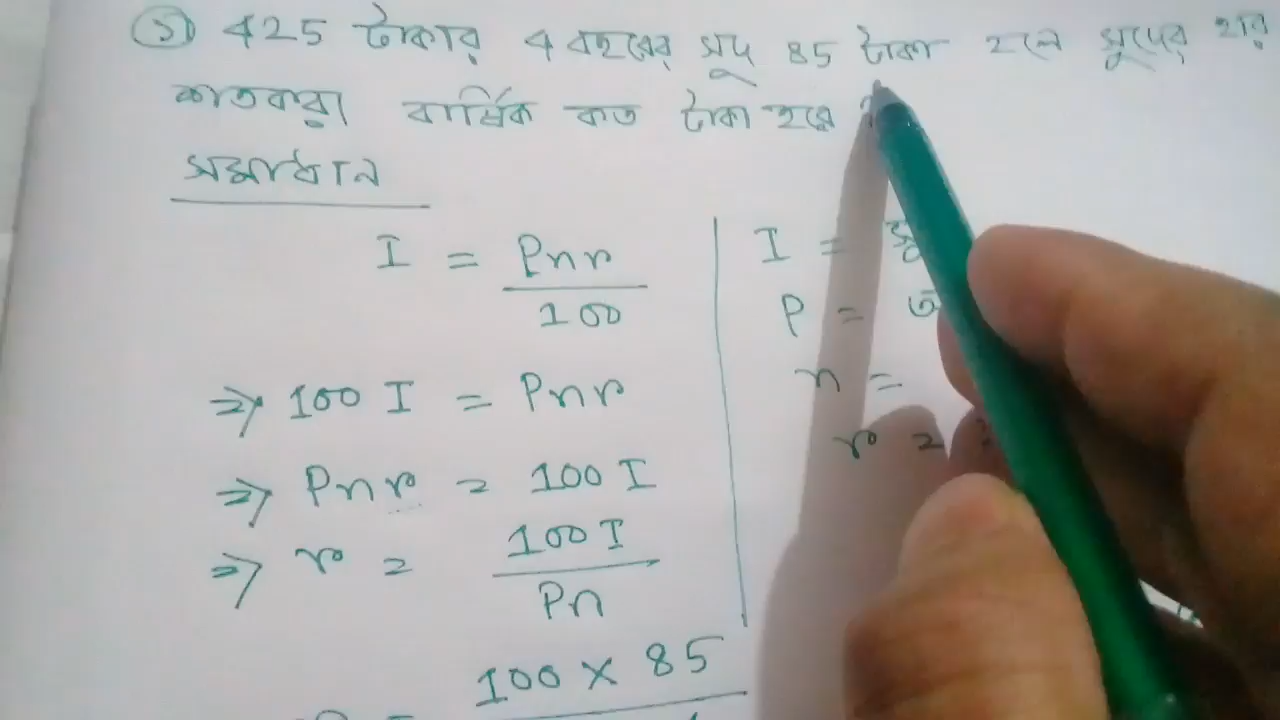 ১) 425 টাকার 4 বছরের সুদ 85 টাকা হলে সুদের হার
শতকরা বার্ষিক কত টাকা হবে ?
সমাধান
I = Pnr / 100
⇒ 100 I = Pnr
⇒ Pnr = 100 I
⇒ r = 100 I / Pn
100 × 85
I =
P =
n =
r =